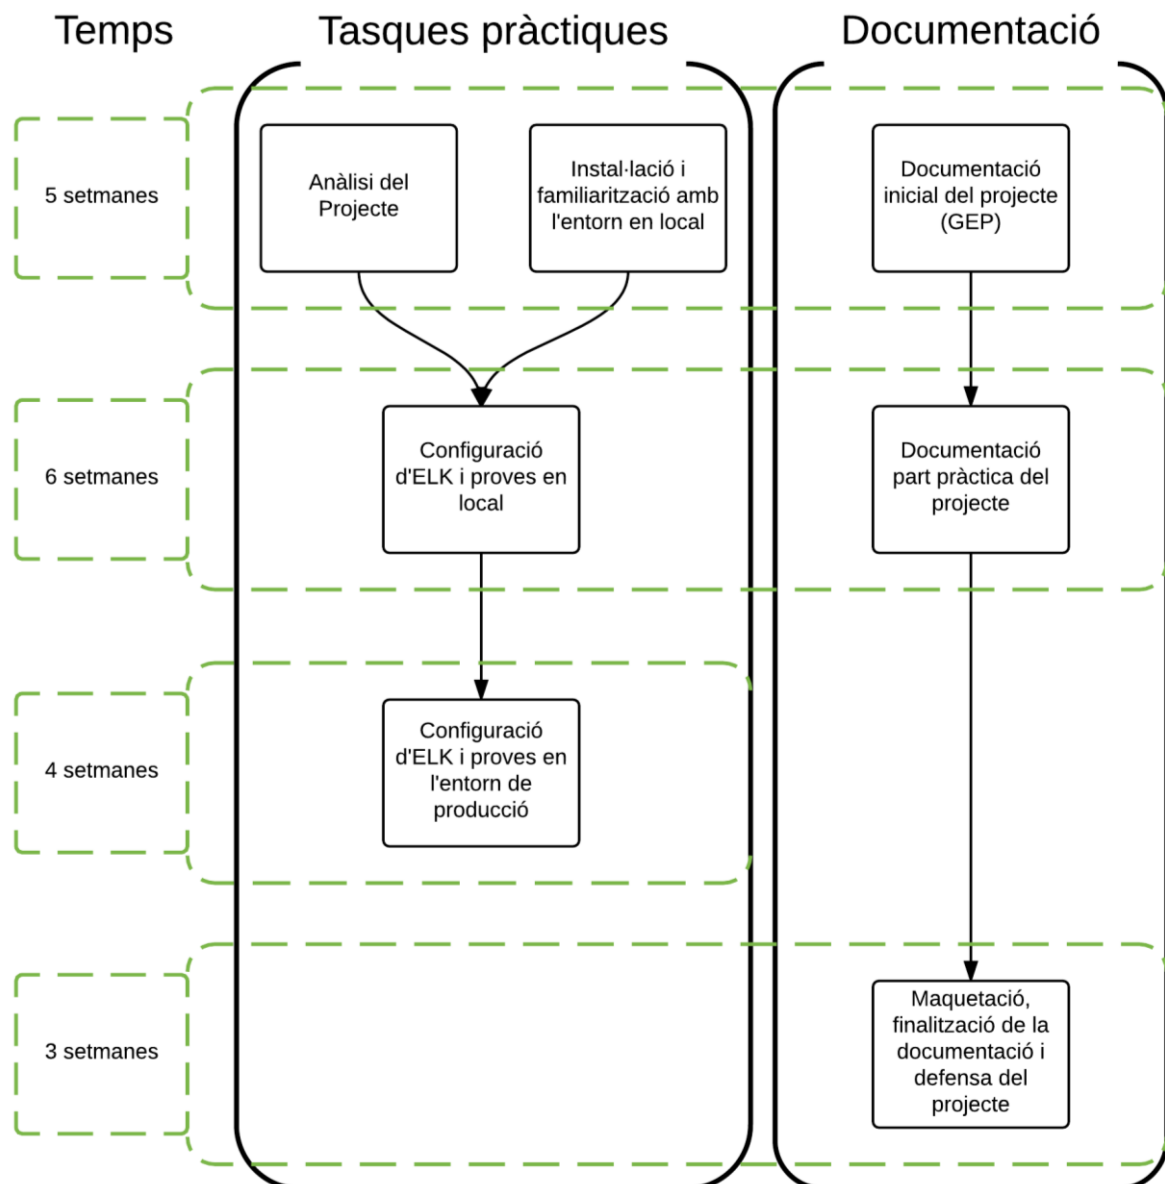 Temps
Tasques pràctiques
Documentació
5 setmanes
Anàlisi del
Projecte
Instal·lació i
familiarització amb
l'entorn en local
Documentació
inicial del projecte
(GEP)
6 setmanes
Configuració
d'ELK i proves en
local
Documentació
part pràctica del
projecte
4 setmanes
Configuració
d'ELK i proves en
l'entorn de
producció
3 setmanes
Maquetació,
finalització de la
documentació i
defensa del
projecte